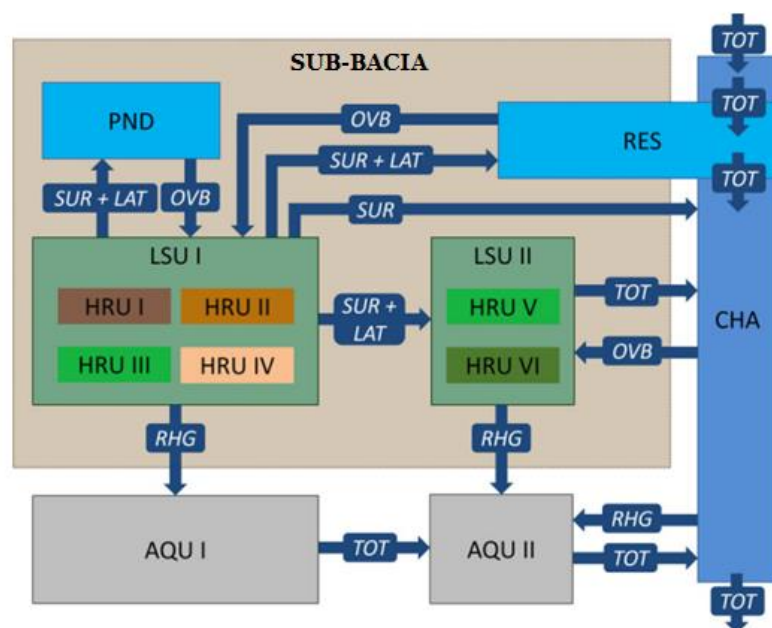 TOT
SUB-BACIA
PND
OVB
TOT
RES
SUR + LAT
TOT
SUR + LAT
OVB
SUR
LSU I
LSU II
HRU I
HRU II
SUR +
LAT
HRU V
TOT
CHA
HRU III
HRU IV
HRU VI
OVB
RHG
RHG
RHG
AQU I
TOT
AQU II
TOT
TOT